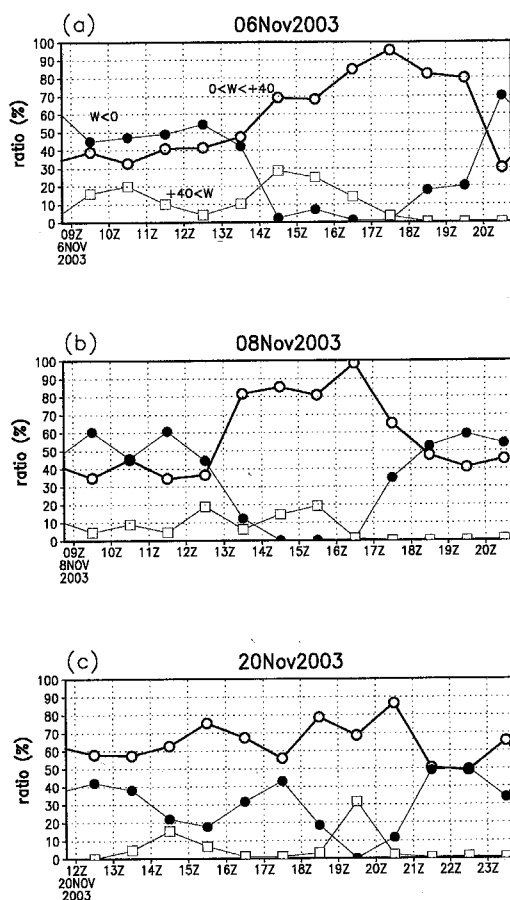 (a) 06Nov2003
100
90
80
70
60
50
40
30
20
10
0
ratio (%)
W<0
0<W<+40
+40<W
09Z 10Z 11Z 12Z 13Z 14Z 15Z 16Z 17Z 18Z 19Z 20Z
6NOV
2003
(b) 08Nov2003
100
90
80
70
60
50
40
30
20
10
0
ratio (%)
09Z 10Z 11Z 12Z 13Z 14Z 15Z 16Z 17Z 18Z 19Z 20Z
8NOV
2003
(c) 20Nov2003
100
90
80
70
60
50
40
30
20
10
0
ratio (%)
12Z 13Z 14Z 15Z 16Z 17Z 18Z 19Z 20Z 21Z 22Z 23Z
20NOV
2003